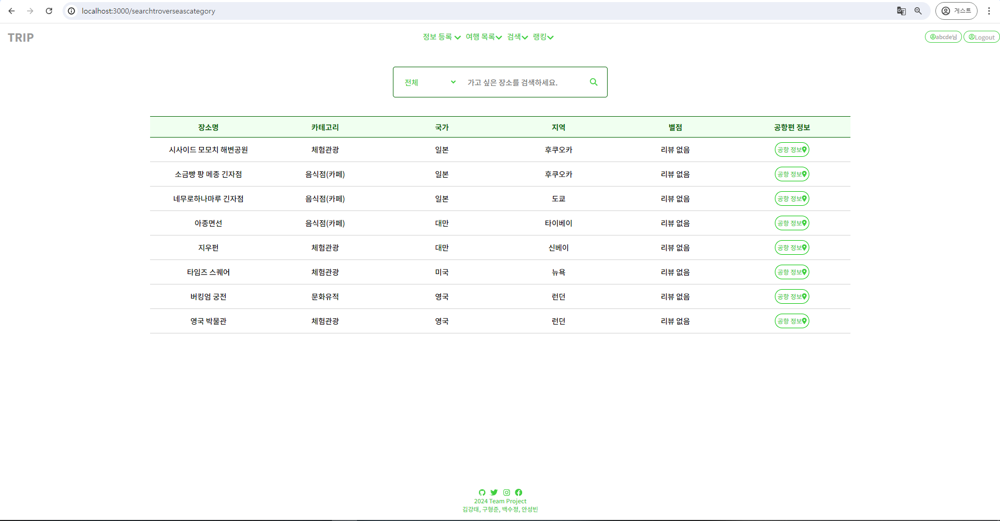 localhost:3000/searchtroverseascategory
게스트
TRIP
정보 등록 여행 목록 검색 랭킹
abcde님 Logout
전체 가고 싶은 장소를 검색하세요.
장소명 카테고리 국가 지역 별점 공항편 정보
시사이드 모모치 해변공원 체험관광 일본 후쿠오카 리뷰 없음 공항 정보
소금빵 팡 메종 긴자점 음식점(카페) 일본 후쿠오카 리뷰 없음 공항 정보
네무로하나마루 긴자점 음식점(카페) 일본 도쿄 리뷰 없음 공항 정보
아종면선 음식점(카페) 대만 타이베이 리뷰 없음 공항 정보
지우펀 체험관광 대만 신베이 리뷰 없음 공항 정보
타임즈 스퀘어 체험관광 미국 뉴욕 리뷰 없음 공항 정보
버킹엄 궁전 문화유적 영국 런던 리뷰 없음 공항 정보
영국 박물관 체험관광 영국 런던 리뷰 없음 공항 정보
2024 Team Project
김강태, 구형준, 백수정, 안성빈